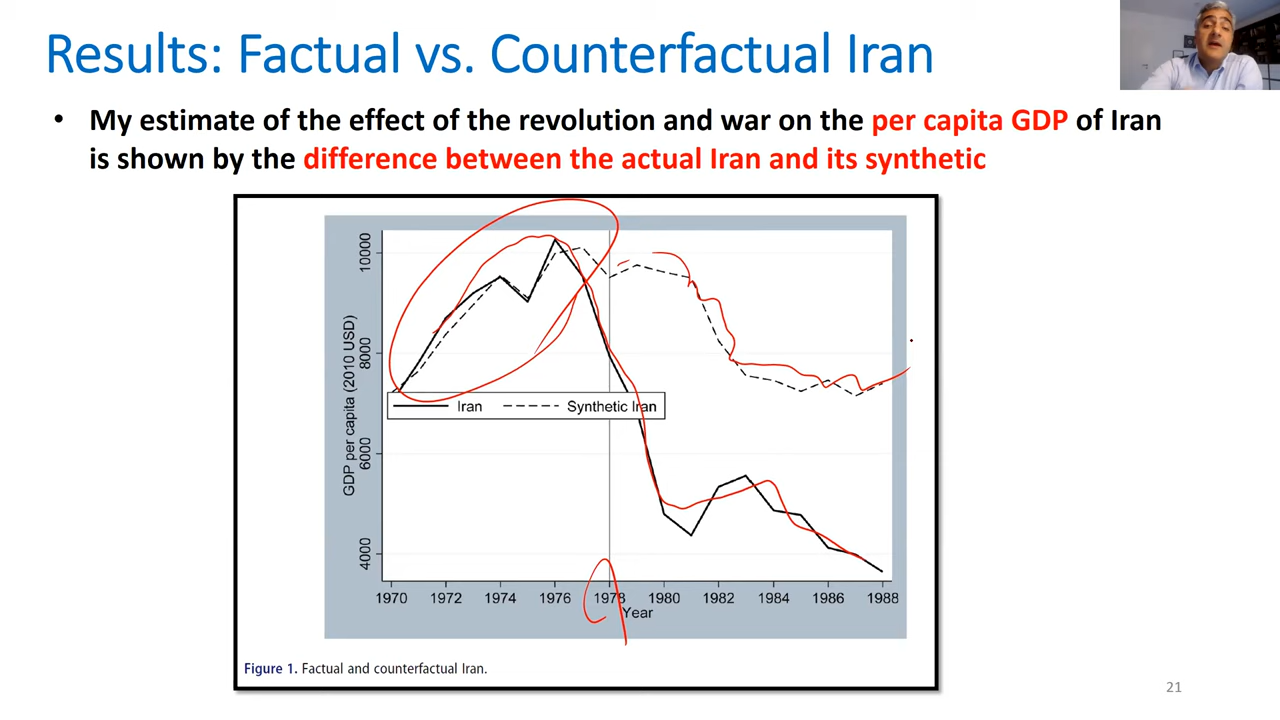 Results: Factual vs. Counterfactual Iran
• My estimate of the effect of the revolution and war on the per capita GDP of Iran
is shown by the difference between the actual Iran and its synthetic
GDP per capita (2010 USD)
10000
8000
6000
4000
Iran Synthetic Iran
1970 1972 1974 1976 1978 1980 1982 1984 1986 1988
Year
Figure 1. Factual and counterfactual Iran.
21